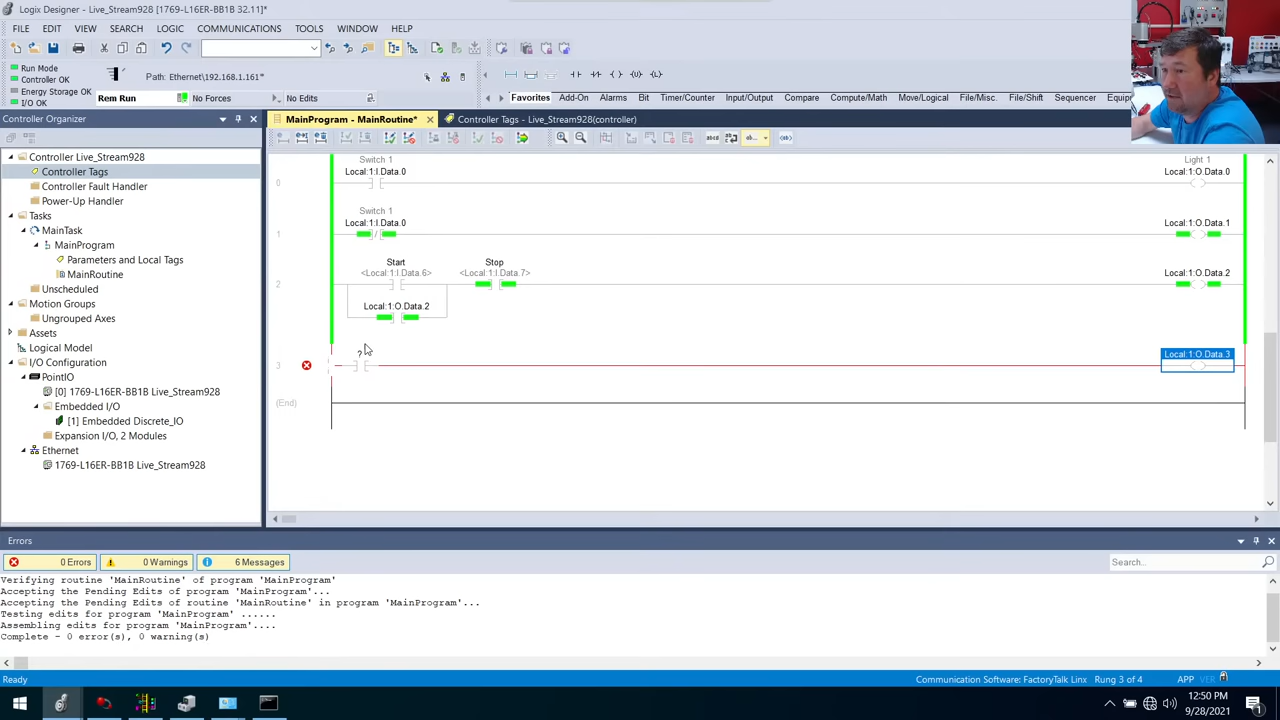 Logix Designer - Live_Stream928 [1769-L16ER-BB1B 32.11]*
FILE EDIT VIEW SEARCH LOGIC COMMUNICATIONS TOOLS WINDOW HELP
Run Mode
Controller OK
Energy Storage OK
I/O OK
Path: Ethernet\192.168.1.161*
Rem Run
No Forces
No Edits
Favorites Add-On Alarms Bit Timer/Counter Input/Output Compare Compute/Math Move/Logical File/Misc. File/Shift Sequencer Equip
Controller Organizer
Controller Live_Stream928
Controller Tags
Controller Fault Handler
Power-Up Handler
Tasks
MainTask
MainProgram
Parameters and Local Tags
MainRoutine
Unscheduled
Motion Groups
Ungrouped Axes
Assets
Logical Model
I/O Configuration
PointIO
[0] 1769-L16ER-BB1B Live_Stream928
Embedded I/O
[1] Embedded Discrete_IO
Expansion I/O, 2 Modules
Ethernet
1769-L16ER-BB1B Live_Stream928
MainProgram - MainRoutine*
Controller Tags - Live_Stream928(controller)
Switch 1 Light 1
Local:1:I.Data.0 Local:1:O.Data.0
0
Switch 1
Local:1:I.Data.0 Local:1:O.Data.1
1
Start Stop
<Local:1:I.Data.6> <Local:1:I.Data.7> Local:1:O.Data.2
2
Local:1:O.Data.2
? Local:1:O.Data.3
3
(End)
Errors
0 Errors 0 Warnings 6 Messages Search...
Verifying routine 'MainRoutine' of program 'MainProgram'
Accepting the Pending Edits of program 'MainProgram'...
Accepting the Pending Edits of routine 'MainRoutine' in program 'MainProgram'...
Testing edits for program 'MainProgram' ......
Assembling edits for program 'MainProgram'....
Complete - 0 error(s), 0 warning(s)
Ready Communication Software: FactoryTalk Linx Rung 3 of 4 APP VER
12:50 PM
9/28/2021
1